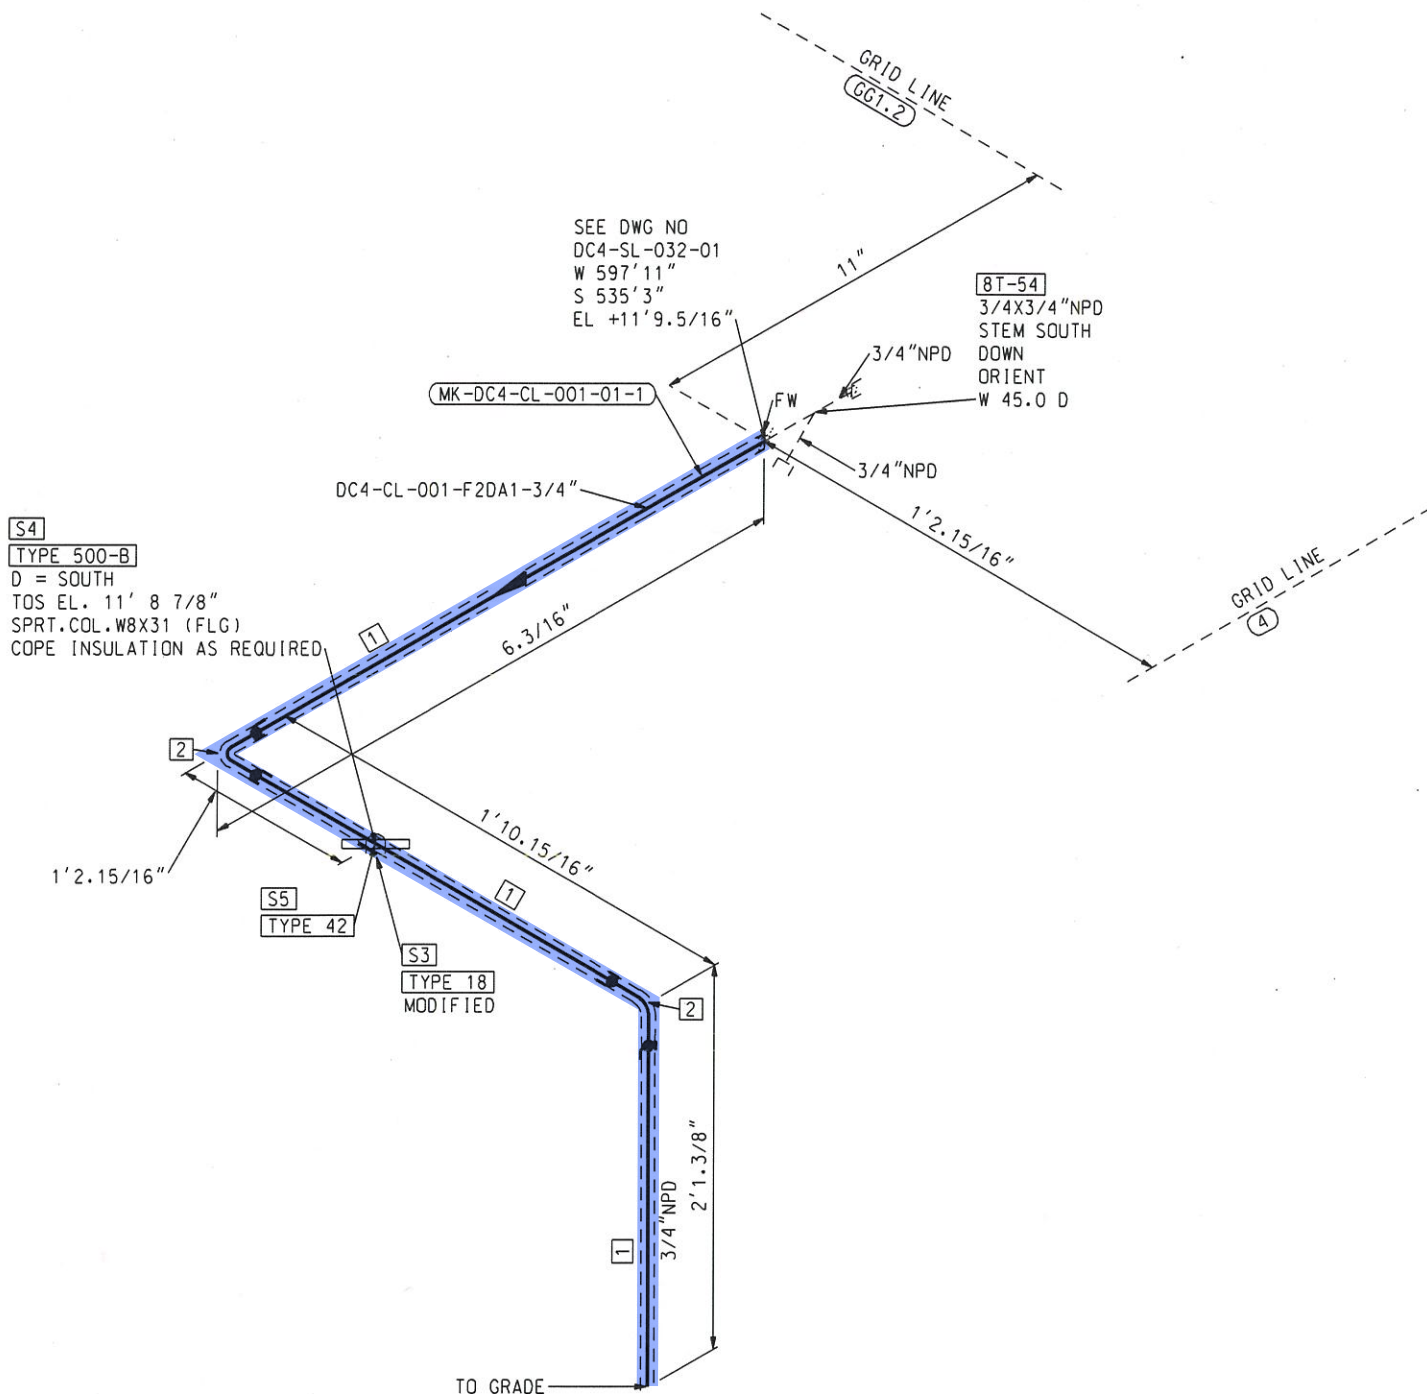 GRID LINE
GG1.2
SEE DWG NO
DC4-SL-032-01
W 597'11"
S 535'3"
EL +11'9.5/16"
11"
8T-54
3/4X3/4"NPD
STEM SOUTH
DOWN
ORIENT
W 45.0 D
3/4"NPD
MK-DC4-CL-001-01-1
FW
3/4"NPD
DC4-CL-001-F2DA1-3/4"
1'2.15/16"
GRID LINE
4
S4
TYPE 500-B
D = SOUTH
TOS EL. 11' 8 7/8"
SPRT.COL.W8X31 (FLG)
COPE INSULATION AS REQUIRED
1
6.3/16"
2
1'10.15/16"
1'2.15/16"
S5
TYPE 42
1
S3
TYPE 18
MODIFIED
2
2'1.3/8"
3/4"NPD
1
TO GRADE